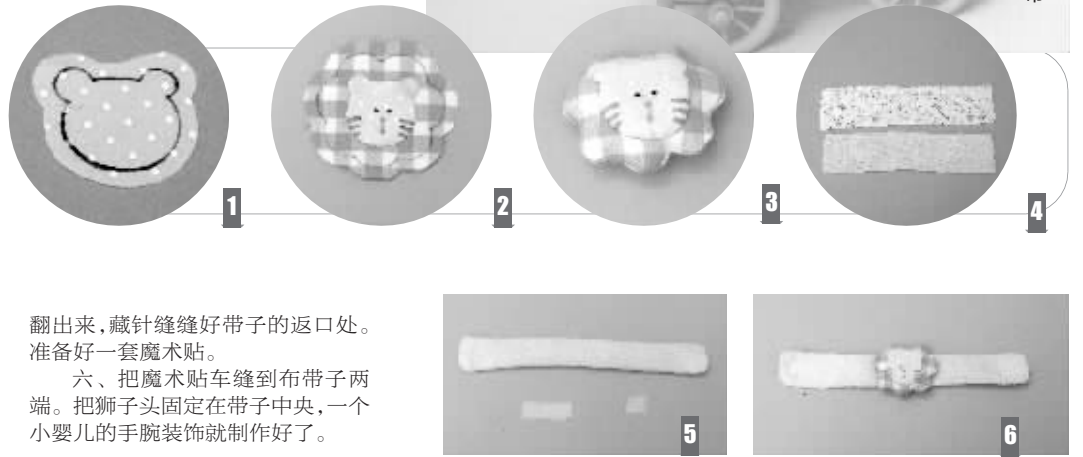 1
2
3
4
翻出来,藏针缝缝好带子的返口处。
准备好一套魔术贴。
六、把魔术贴车缝到布带子两
端。把狮子头固定在带子中央,一个
小婴儿的手腕装饰就制作好了。
5
6